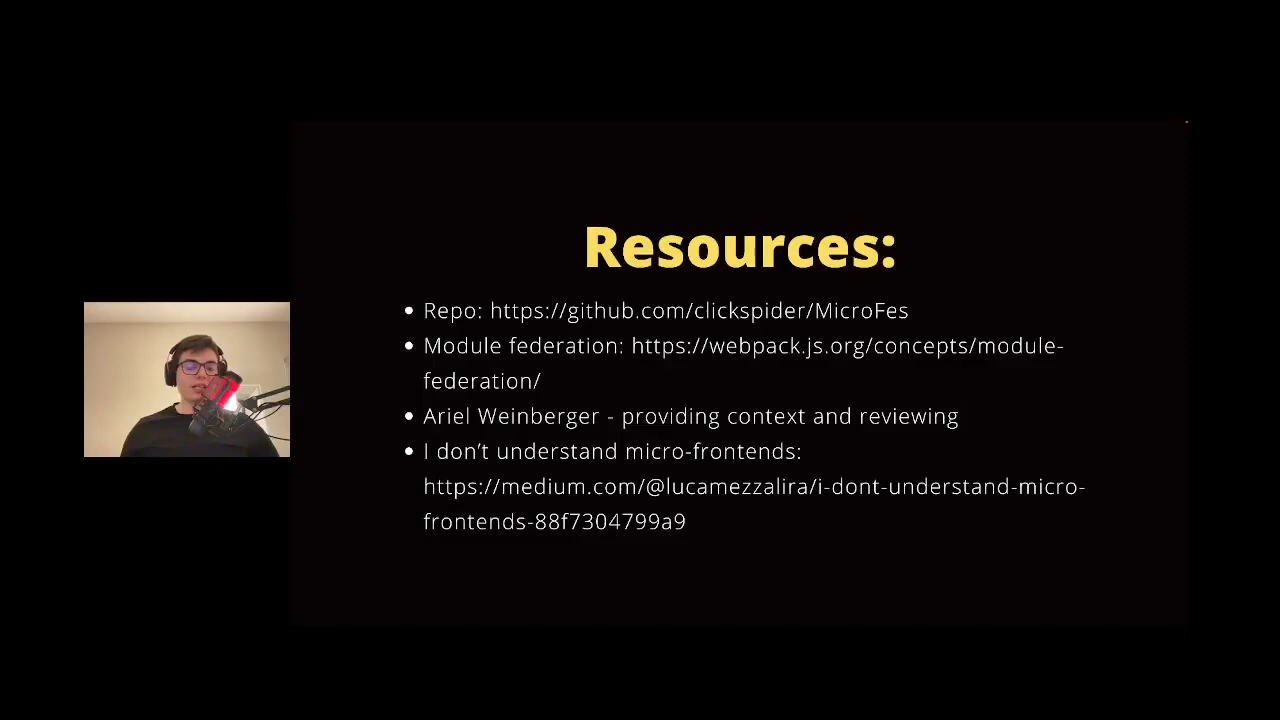 Resources:
Repo: https://github.com/clickspider/MicroFes
Module federation: https://webpack.js.org/concepts/module-
federation/
Ariel Weinberger - providing context and reviewing
I don’t understand micro-frontends:
https://medium.com/@lucamezzalira/i-dont-understand-micro-
frontends-88f7304799a9